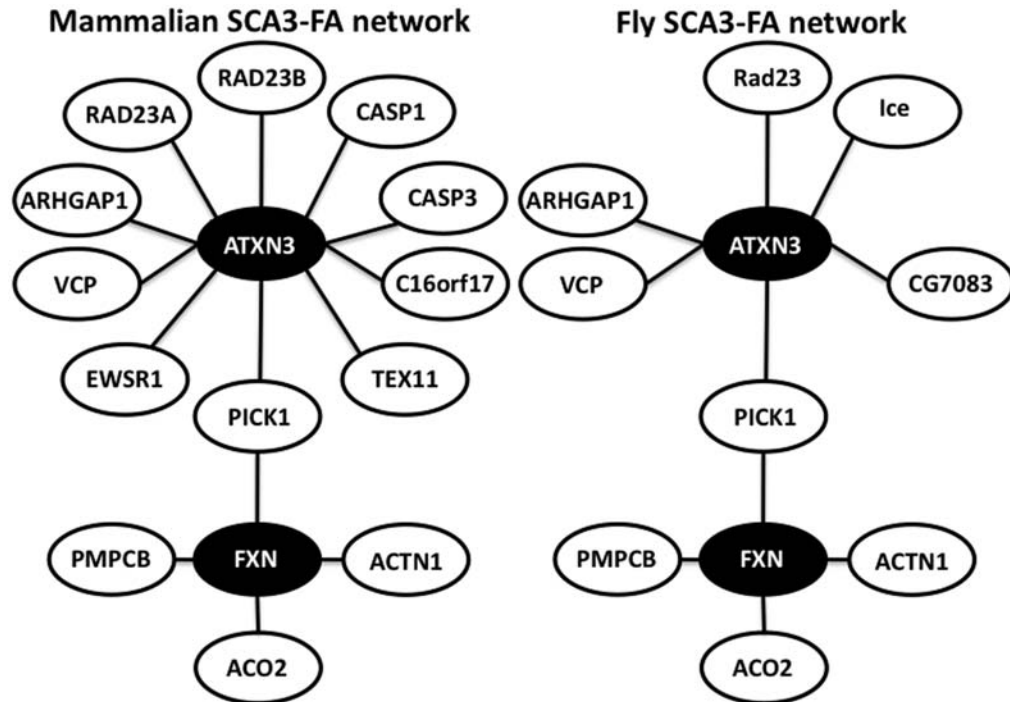 Mammalian SCA3-FA network
RAD23B
RAD23A
CASP1
ARHGAP1
CASP3
ATXN3
VCP
C16orf17
EWSR1
TEX11
PICK1
PMPCB
FXN
ACTN1
ACO2
Fly SCA3-FA network
Rad23
Ice
ARHGAP1
ATXN3
VCP
CG7083
PICK1
PMPCB
FXN
ACTN1
ACO2